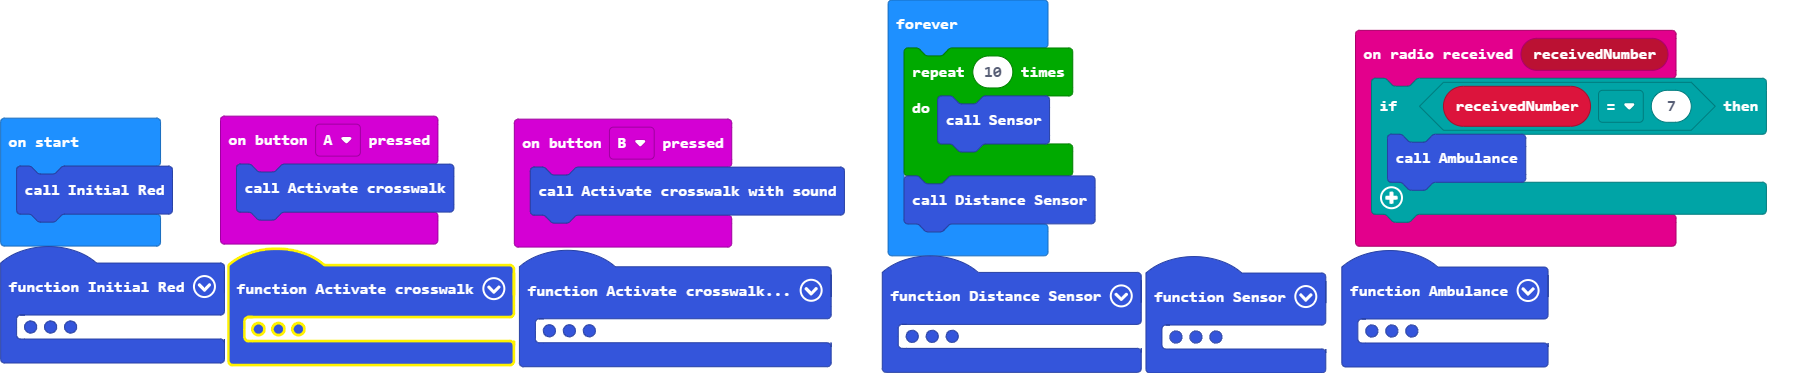 on start
call Initial Red
on button A pressed
call Activate crosswalk
on button B pressed
call Activate crosswalk with sound
forever
repeat 10 times
do call Sensor
call Distance Sensor
on radio received receivedNumber
if receivedNumber = 7 then
call Ambulance
function Initial Red
function Activate crosswalk
function Activate crosswalk...
function Distance Sensor
function Sensor
function Ambulance